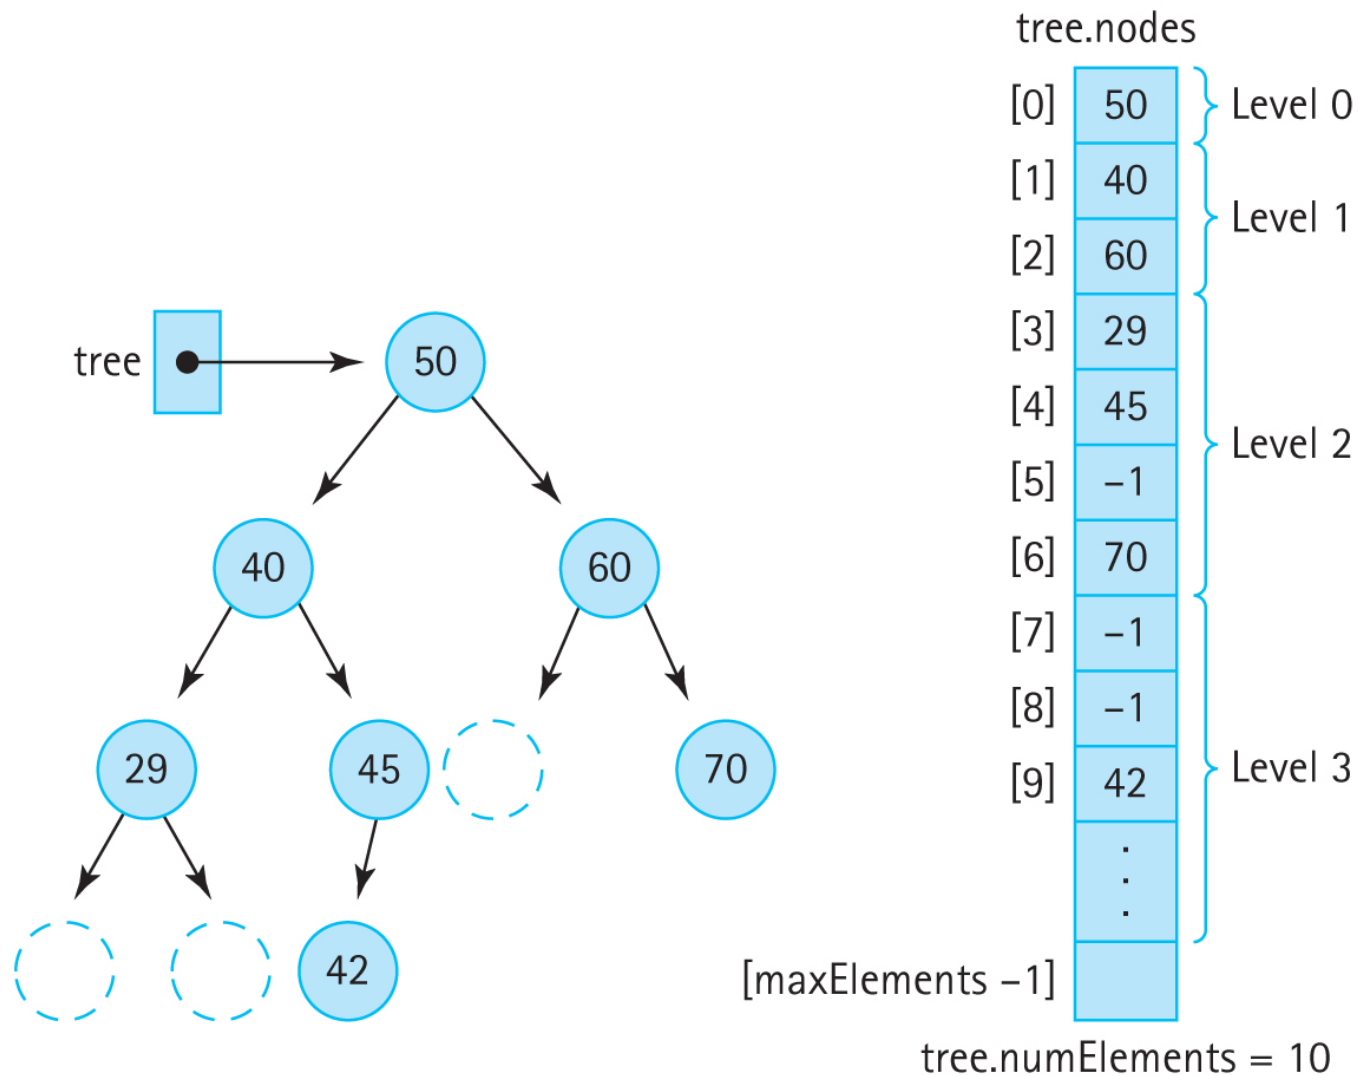 tree
50
40
60
29
45
70
42
tree.nodes
[0] 50 Level 0
[1] 40
Level 1
[2] 60
[3] 29
[4] 45
Level 2
[5] –1
[6] 70
[7] –1
[8] –1
[9] 42
Level 3
.
.
.
[maxElements –1]
tree.numElements = 10